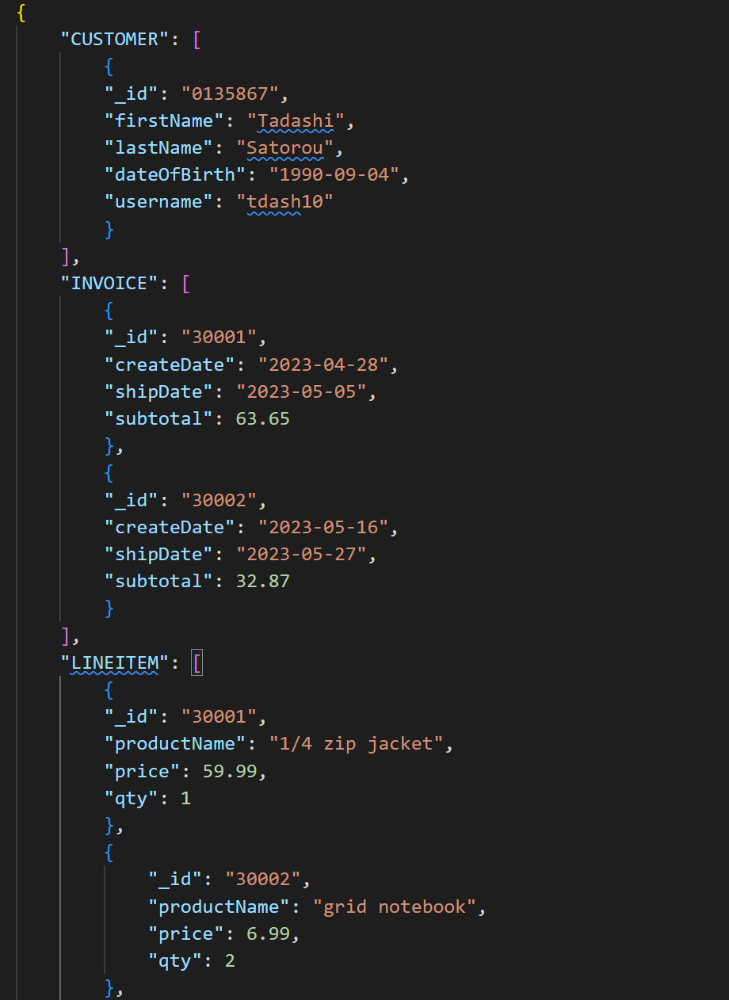 {
    "CUSTOMER": [
        {
        "_id": "0135867",
        "firstName": "Tadashi",
        "lastName": "Satorou",
        "dateOfBirth": "1990-09-04",
        "username": "tdash10"
        }
    ],
    "INVOICE": [
        {
        "_id": "30001",
        "createDate": "2023-04-28",
        "shipDate": "2023-05-05",
        "subtotal": 63.65
        },
        {
        "_id": "30002",
        "createDate": "2023-05-16",
        "shipDate": "2023-05-27",
        "subtotal": 32.87
        }
    ],
    "LINEITEM": [
        {
        "_id": "30001",
        "productName": "1/4 zip jacket",
        "price": 59.99,
        "qty": 1
        },
        {
            "_id": "30002",
            "productName": "grid notebook",
            "price": 6.99,
            "qty": 2
        },